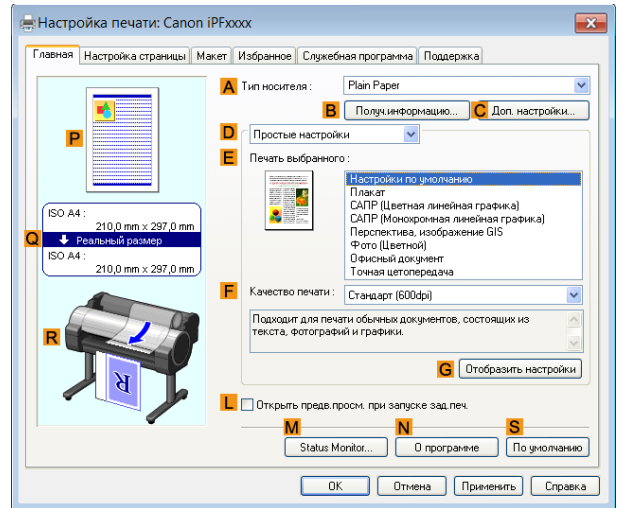 Настройка печати: Canon iPFxxxx
Главная Настройка страницы Макет Избранное Служебная программа Поддержка
A Тип носителя : Plain Paper
B Получ.информацию... C Доп. настройки...
P
D Простые настройки
E Печать выбранного :
Настройки по умолчанию
Плакат
САПР (Цветная линейная графика)
САПР (Монохромная линейная графика)
Перспектива, изображение GIS
Фото (Цветной)
Офисный документ
Точная цетопередача
ISO A4 :
210,0 mm x 297,0 mm
Q Реальный размер
ISO A4 :
210,0 mm x 297,0 mm
F Качество печати : Стандарт (600dpi)
Подходит для печати обычных документов, состоящих из
текста, фотографий и графики.
R
G Отобразить настройки
L Открыть предв.просм. при запуске зад.печ.
M N S
Status Monitor... О программе По умолчанию
OK Отмена Применить Справка